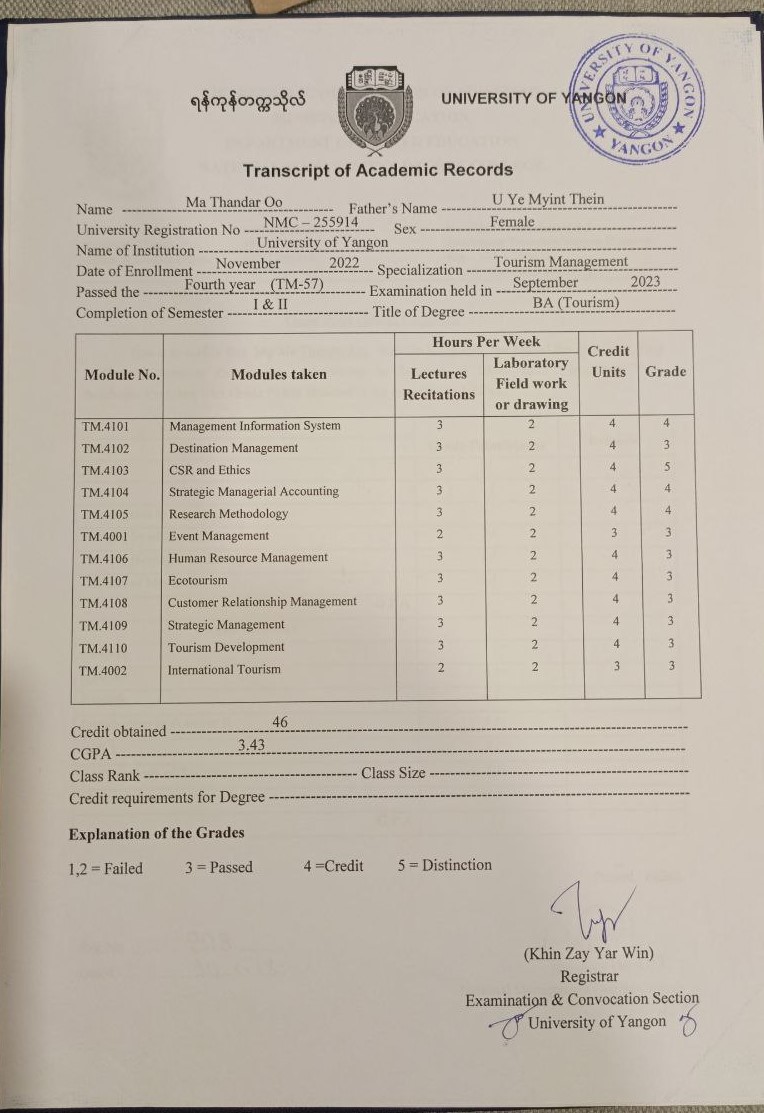 ရန်ကုန်တက္ကသိုလ် UNIVERSITY OF YANGON
UNIVERSITY OF YANGON
★ YANGON ★
Transcript of Academic Records
Name Ma Thandar Oo Father's Name U Ye Myint Thein
University Registration No NMC – 255914 Sex Female
Name of Institution University of Yangon
Date of Enrollment November 2022 Specialization Tourism Management
Passed the Fourth year (TM-57) Examination held in September 2023
Completion of Semester I & II Title of Degree BA (Tourism)
Module No. Modules taken Hours Per Week Lectures Recitations Laboratory Field work or drawing Credit Units Grade
TM.4101 Management Information System 3 2 4 4
TM.4102 Destination Management 3 2 4 3
TM.4103 CSR and Ethics 3 2 4 5
TM.4104 Strategic Managerial Accounting 3 2 4 4
TM.4105 Research Methodology 3 2 4 4
TM.4001 Event Management 2 2 3 3
TM.4106 Human Resource Management 3 2 4 3
TM.4107 Ecotourism 3 2 4 3
TM.4108 Customer Relationship Management 3 2 4 3
TM.4109 Strategic Management 3 2 4 3
TM.4110 Tourism Development 3 2 4 3
TM.4002 International Tourism 2 2 3 3
Credit obtained 46
CGPA 3.43
Class Rank Class Size
Credit requirements for Degree
Explanation of the Grades
1,2 = Failed 3 = Passed 4 =Credit 5 = Distinction
(Khin Zay Yar Win)
Registrar
Examination & Convocation Section
University of Yangon